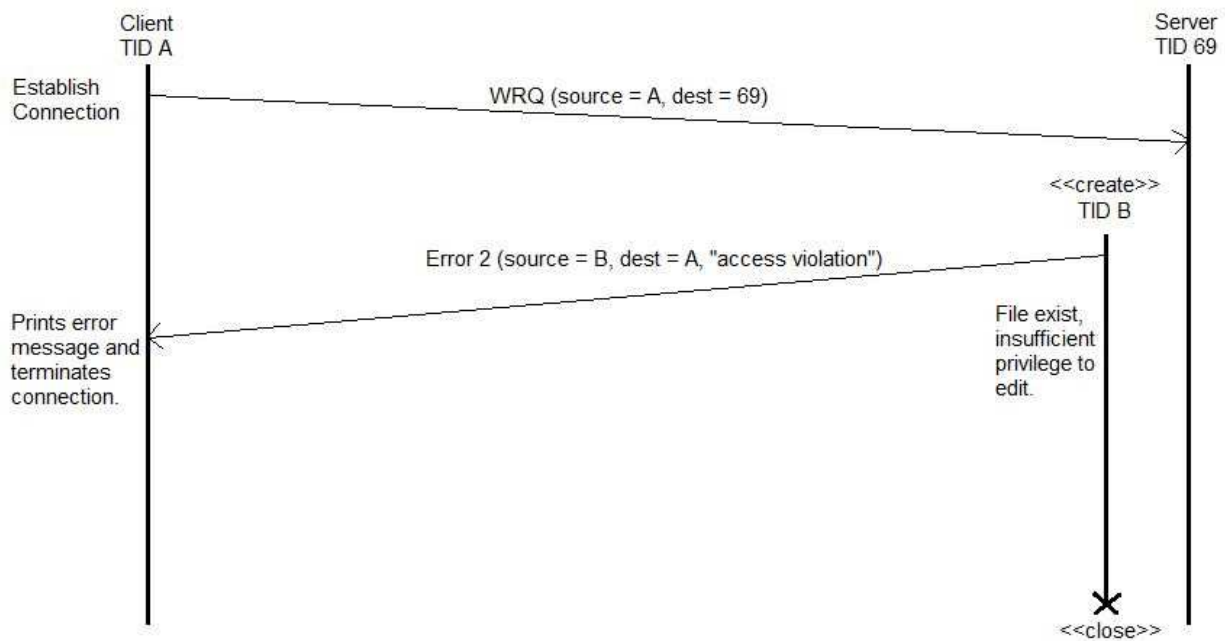 Client
TID A
Server
TID 69
Establish
Connection
WRQ (source = A, dest = 69)
<<create>>
TID B
Error 2 (source = B, dest = A, "access violation")
Prints error
message and
terminates
connection.
File exist,
insufficient
privilege to
edit.
<<close>>